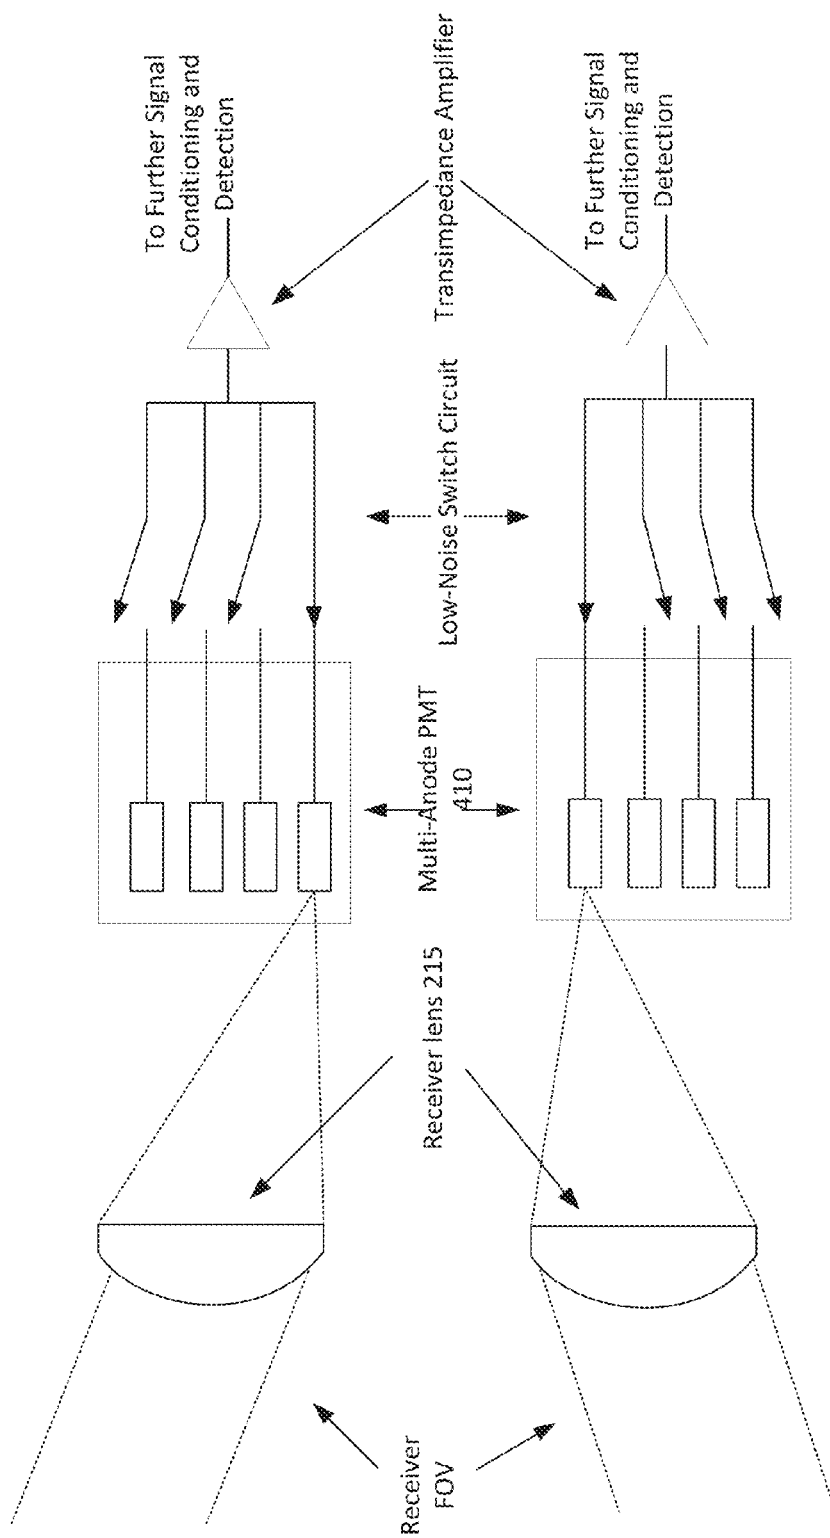 To Further Signal
Conditioning and
Detection
Transimpedance Amplifier
To Further Signal
Conditioning and
Detection
Low-Noise Switch Circuit
Multi-Anode PMT
410
Receiver lens 215
Receiver
FOV